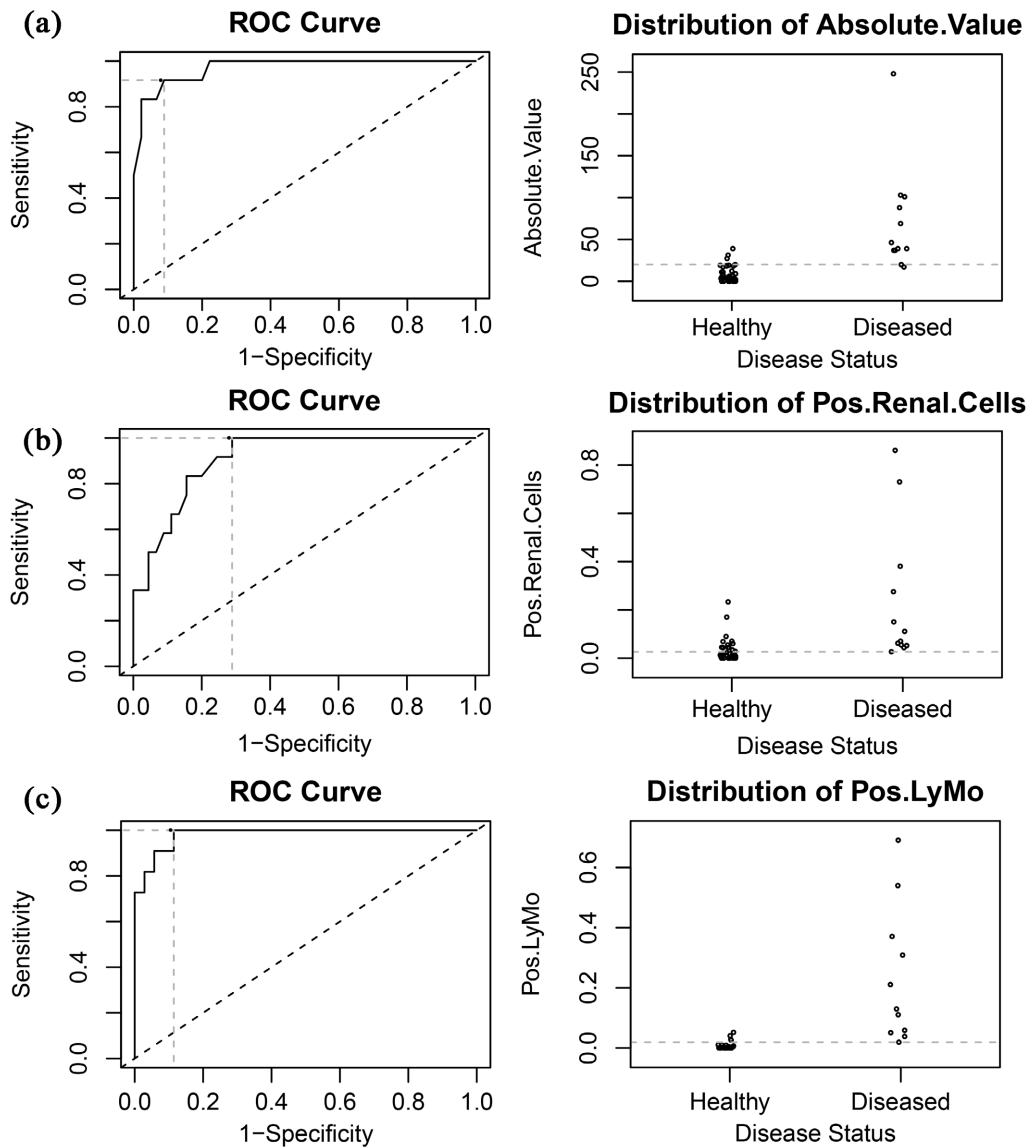 (a)
ROC Curve
Sensitivity
0.0 0.4 0.8
0.0 0.2 0.4 0.6 0.8 1.0
1−Specificity
Distribution of Absolute.Value
Absolute.Value
0 50 150 250
Healthy Diseased
Disease Status
(b)
ROC Curve
Sensitivity
0.0 0.4 0.8
0.0 0.2 0.4 0.6 0.8 1.0
1−Specificity
Distribution of Pos.Renal.Cells
Pos.Renal.Cells
0.0 0.4 0.8
Healthy Diseased
Disease Status
(c)
ROC Curve
Sensitivity
0.0 0.4 0.8
0.0 0.2 0.4 0.6 0.8 1.0
1−Specificity
Distribution of Pos.LyMo
Pos.LyMo
0.0 0.2 0.4 0.6
Healthy Diseased
Disease Status